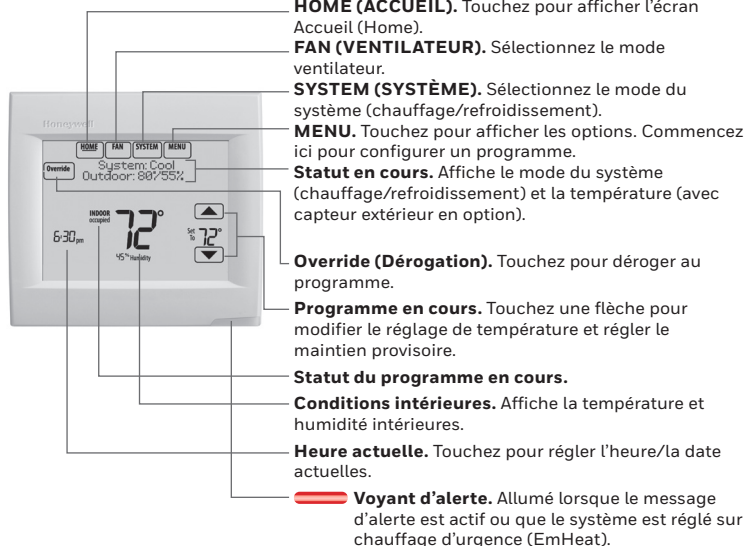 HOME (ACCUEIL). Touchez pour afficher l'écran
Accueil (Home).
FAN (VENTILATEUR). Sélectionnez le mode
ventilateur.
SYSTEM (SYSTÈME). Sélectionnez le mode du
système (chauffage/refroidissement).
MENU. Touchez pour afficher les options. Commencez
ici pour configurer un programme.
Statut en cours. Affiche le mode du système
(chauffage/refroidissement) et la température (avec
capteur extérieur en option).
Override (Dérogation). Touchez pour déroger au
programme.
Programme en cours. Touchez une flèche pour
modifier le réglage de température et régler le
maintien provisoire.
Statut du programme en cours.
Conditions intérieures. Affiche la température et
humidité intérieures.
Heure actuelle. Touchez pour régler l'heure/la date
actuelles.
Voyant d'alerte. Allumé lorsque le message
d'alerte est actif ou que le système est réglé sur
chauffage d'urgence (EmHeat).
Honeywell
HOME FAN SYSTEM MENU
Override
System: Cool
Outdoor: 80°/55%
INDOOR
occupied
72°
Set
To
72°
6:30 pm
45% Humidity